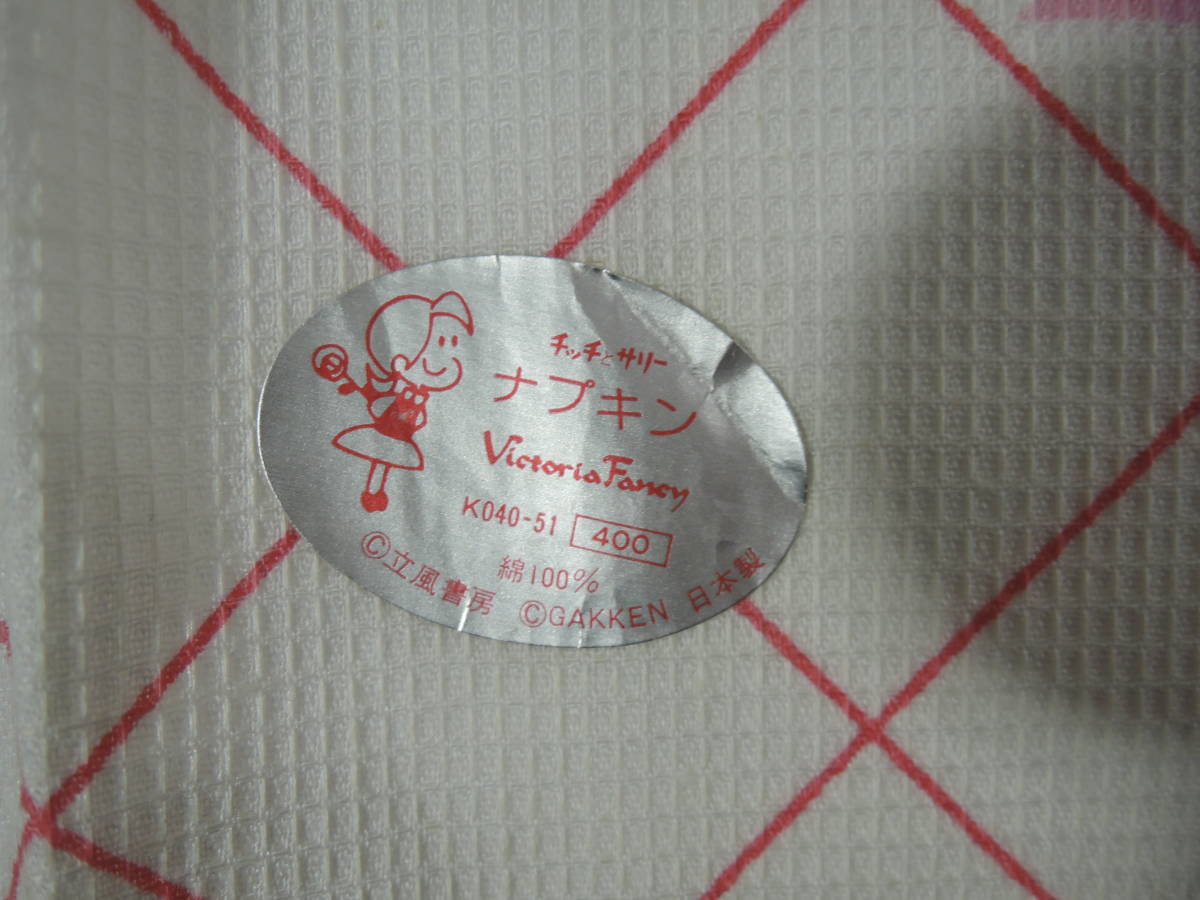 チッチとサリー
ナプキン
Victoria Fancy
K040-51 400
綿100%
©立風書房 ©GAKKEN 日本製